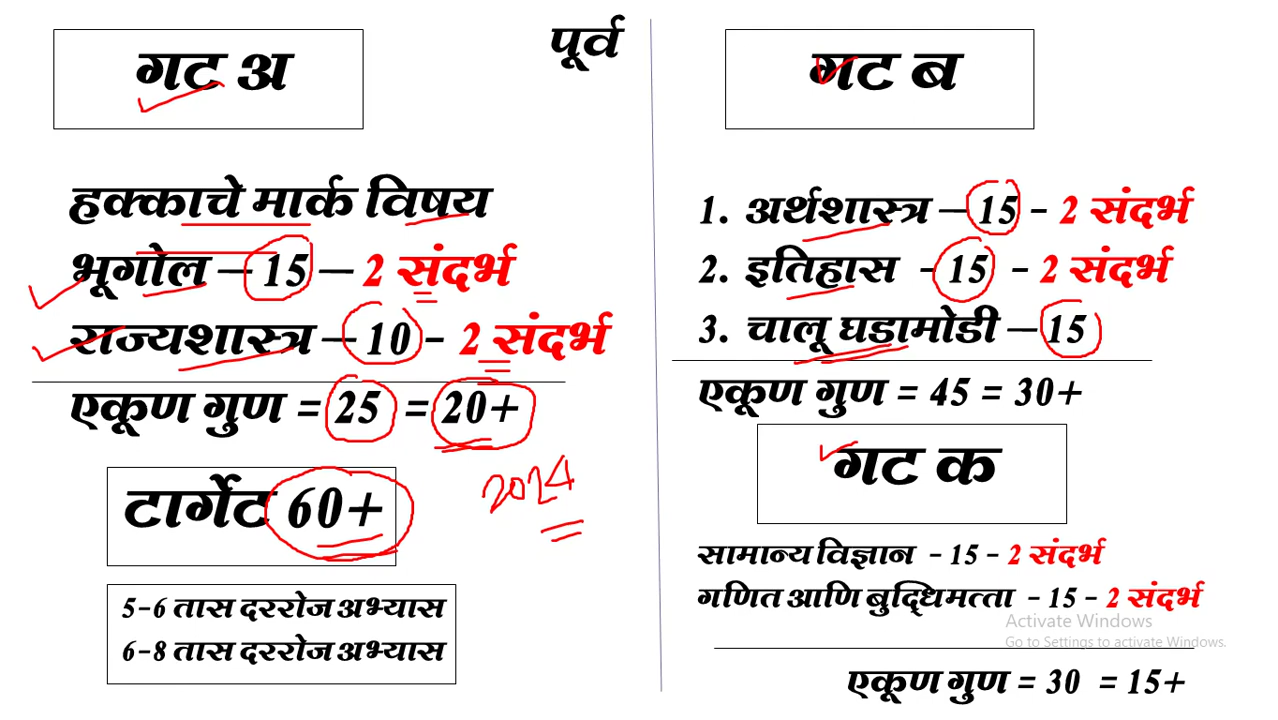 पूर्व
गट अ
हक्काचे मार्क विषय
भूगोल – 15 – 2 संदर्भ
राज्यशास्त्र – 10 - 2 संदर्भ
एकूण गुण = 25 = 20+
2024
टार्गेट 60+
5-6 तास दररोज अभ्यास
6-8 तास दररोज अभ्यास
गट ब
1. अर्थशास्त्र – 15 - 2 संदर्भ
2. इतिहास - 15 - 2 संदर्भ
3. चालू घडामोडी – 15
एकूण गुण = 45 = 30+
गट क
सामान्य विज्ञान - 15 - 2 संदर्भ
गणित आणि बुद्धिमत्ता - 15 - 2 संदर्भ
एकूण गुण = 30 = 15+
Activate Windows
Go to Settings to activate Windows.